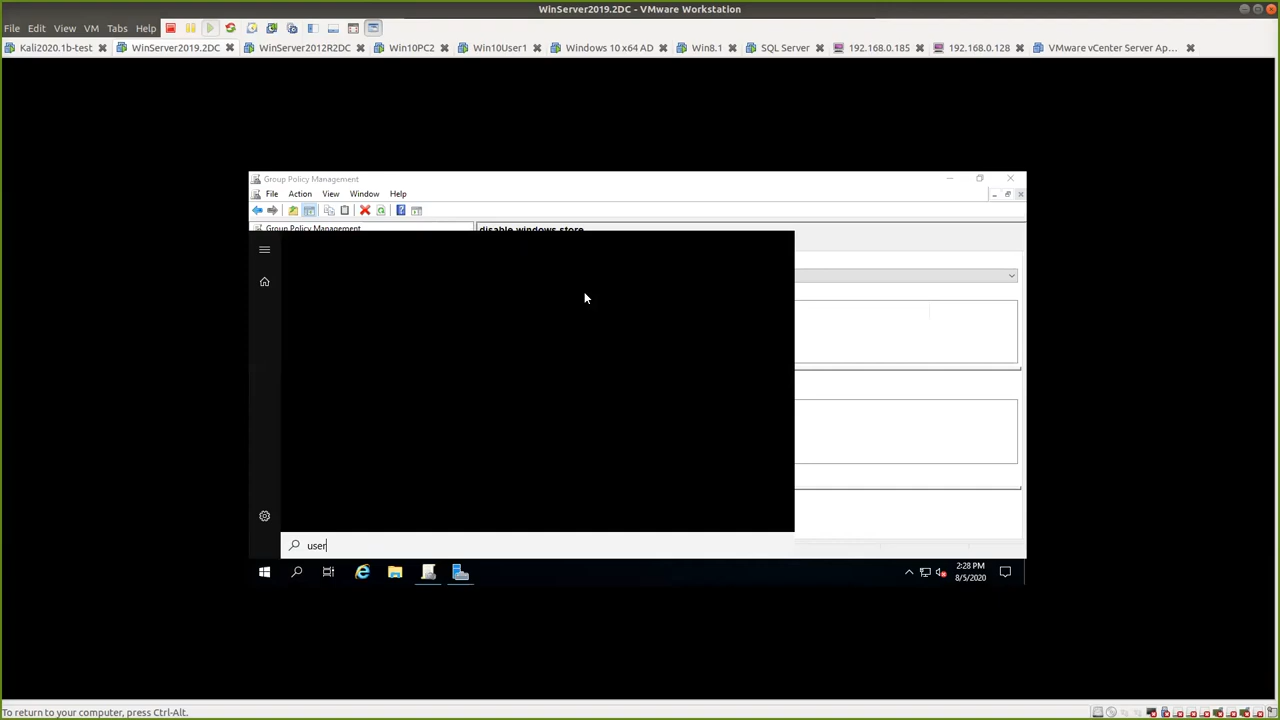 WinServer2019.2DC - VMware Workstation
File Edit View VM Tabs Help
Kali2020.1b-test WinServer2019.2DC WinServer2012R2DC Win10PC2 Win10User1 Windows 10 x64 AD Win8.1 SQL Server 192.168.0.185 192.168.0.128 VMware vCenter Server Ap...
Group Policy Management
File Action View Window Help
Group Policy Management
disable windows store
user
2:28 PM
8/5/2020
To return to your computer, press Ctrl-Alt.